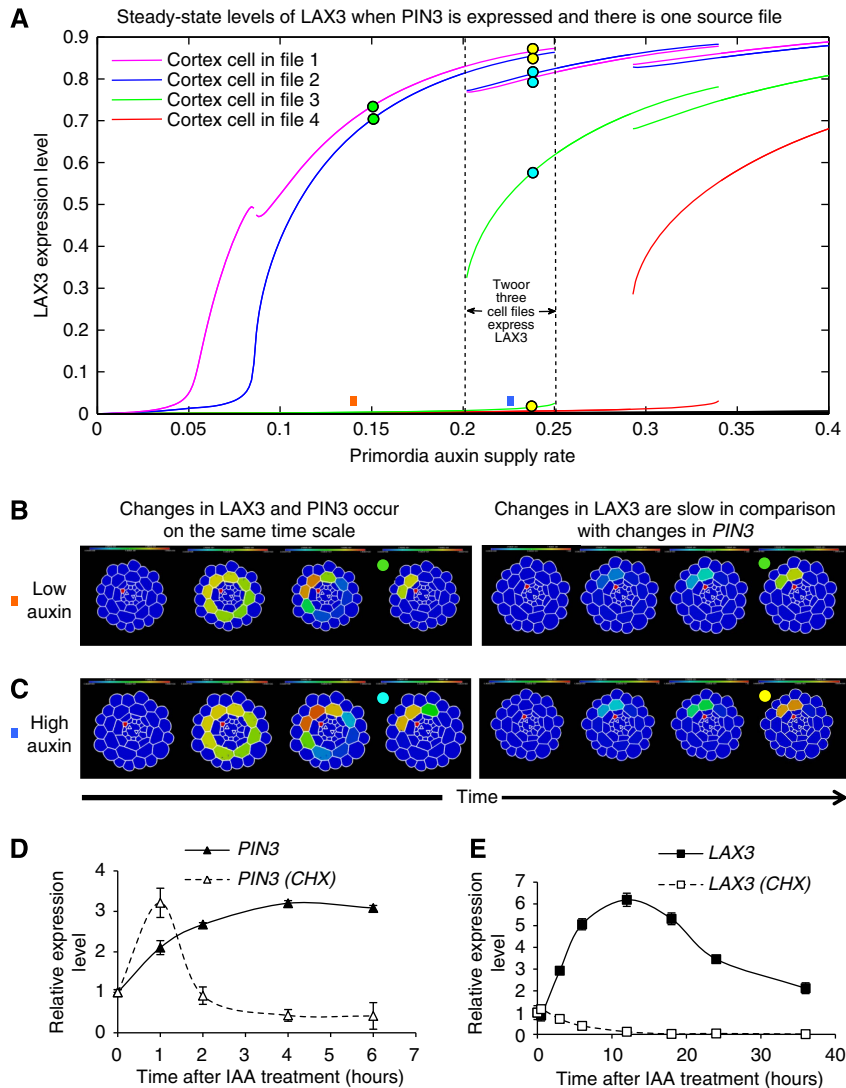 A
Steady-state levels of LAX3 when PIN3 is expressed and there is one source file
LAX3 expression level
0.9
0.8
0.7
0.6
0.5
0.4
0.3
0.2
0.1
0
Cortex cell in file 1
Cortex cell in file 2
Cortex cell in file 3
Cortex cell in file 4
Twoor
three
cell files
express
LAX3
0 0.05 0.1 0.15 0.2 0.25 0.3 0.35 0.4
Primordia auxin supply rate
B
Changes in LAX3 and PIN3 occur
on the same time scale
Changes in LAX3 are slow in comparison
with changes in PIN3
Low
auxin
C
High
auxin
Time
D
PIN3
PIN3 (CHX)
Relative expression
level
4
3
2
1
0
0 1 2 3 4 5 6 7
Time after IAA treatment (hours)
E
LAX3
LAX3 (CHX)
Relative expression
level
7
6
5
4
3
2
1
0
0 10 20 30 40
Time after IAA treatment (hours)